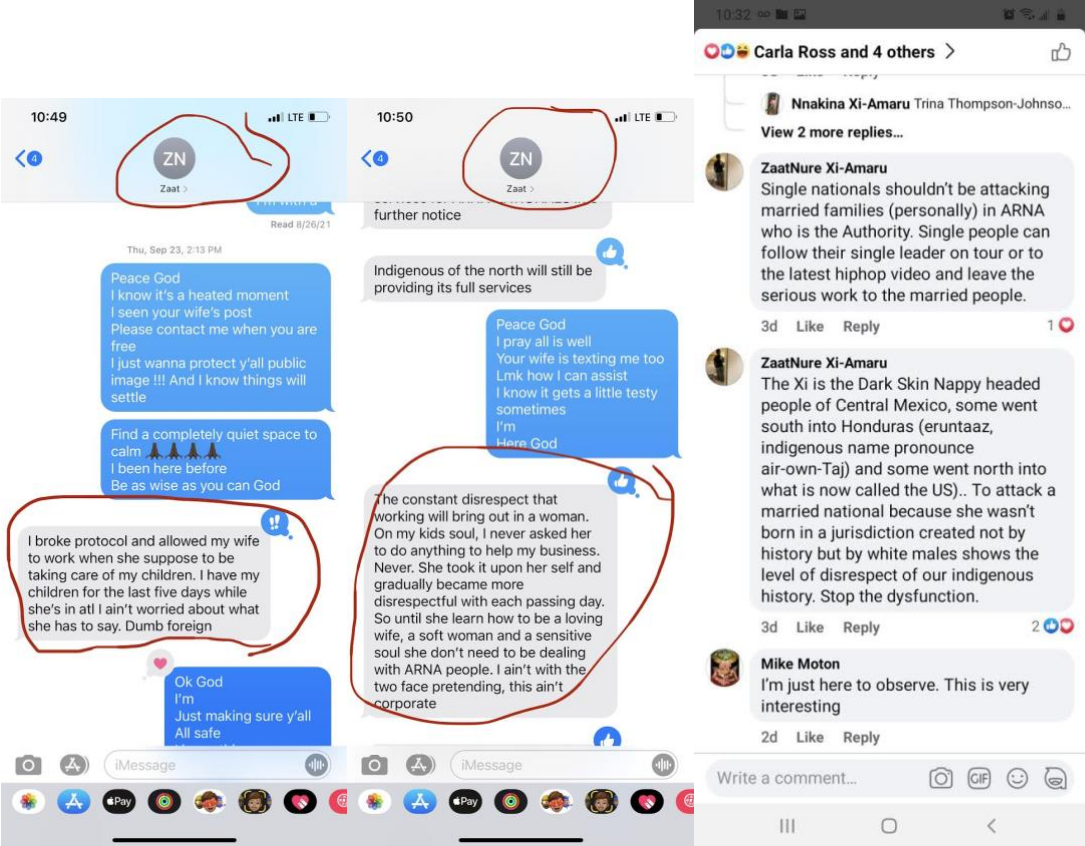 10:49
LTE
4
ZN
Zaat >
Read 8/26/21
Thu, Sep 23, 2:13 PM
Peace God
I know it's a heated moment
I seen your wife's post
Please contact me when you are
free
I just wanna protect y'all public
image !!! And I know things will
settle
Find a completely quiet space to
calm 🙏🏿🙏🏿🙏🏿🙏🏿
I been here before
Be as wise as you can God
!!
I broke protocol and allowed my wife
to work when she suppose to be
taking care of my children. I have my
children for the last five days while
she's in atl I ain't worried about what
she has to say. Dumb foreign
Ok God
I'm
Just making sure y'all
All safe
iMessage
Pay
10:50
LTE
4
ZN
Zaat >
further notice
Indigenous of the north will still be
providing its full services
Peace God
I pray all is well
Your wife is texting me too
Lmk how I can assist
I know it gets a little testy
sometimes
I'm
Here God
The constant disrespect that
working will bring out in a woman.
On my kids soul, I never asked her
to do anything to help my business.
Never. She took it upon her self and
gradually became more
disrespectful with each passing day.
So until she learn how to be a loving
wife, a soft woman and a sensitive
soul she don't need to be dealing
with ARNA people. I ain't with the
two face pretending, this ain't
corporate
iMessage
Pay
10:32
Carla Ross and 4 others >
Nnakina Xi-Amaru Trina Thompson-Johnso...
View 2 more replies...
ZaatNure Xi-Amaru
Single nationals shouldn't be attacking
married families (personally) in ARNA
who is the Authority. Single people can
follow their single leader on tour or to
the latest hiphop video and leave the
serious work to the married people.
3d Like Reply 1
ZaatNure Xi-Amaru
The Xi is the Dark Skin Nappy headed
people of Central Mexico, some went
south into Honduras (eruntaaz,
indigenous name pronounce
air-own-Taj) and some went north into
what is now called the US).. To attack a
married national because she wasn't
born in a jurisdiction created not by
history but by white males shows the
level of disrespect of our indigenous
history. Stop the dysfunction.
3d Like Reply 2
Mike Moton
I'm just here to observe. This is very
interesting
2d Like Reply
Write a comment...
GIF